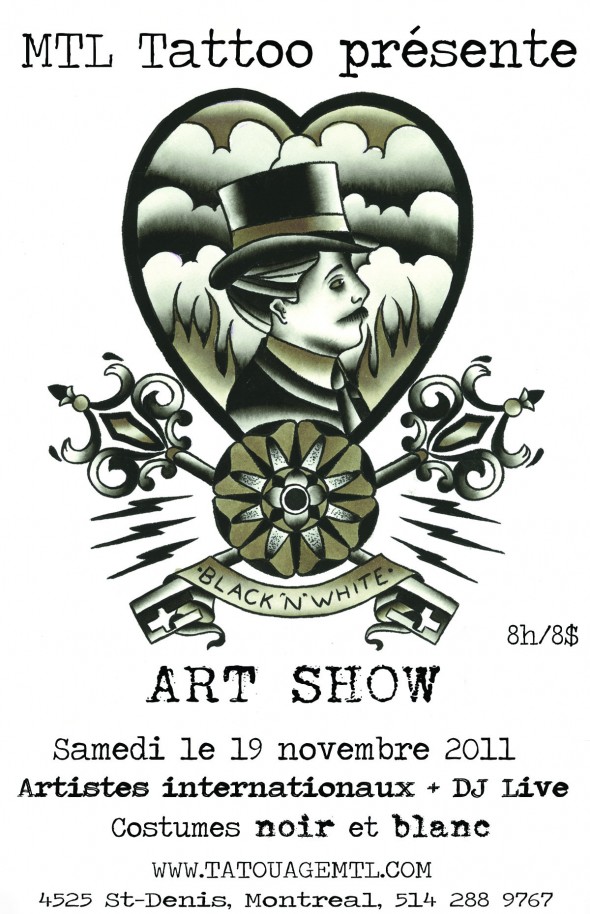 MTL Tattoo présente
·BLACK"N"WHITE·
8h/8$
ART SHOW
Samedi le 19 novembre 2011
Artistes internationaux + DJ Live
Costumes noir et blanc
WWW.TATOUAGEMTL.COM
4525 St-Denis, Montreal, 514 288 9767